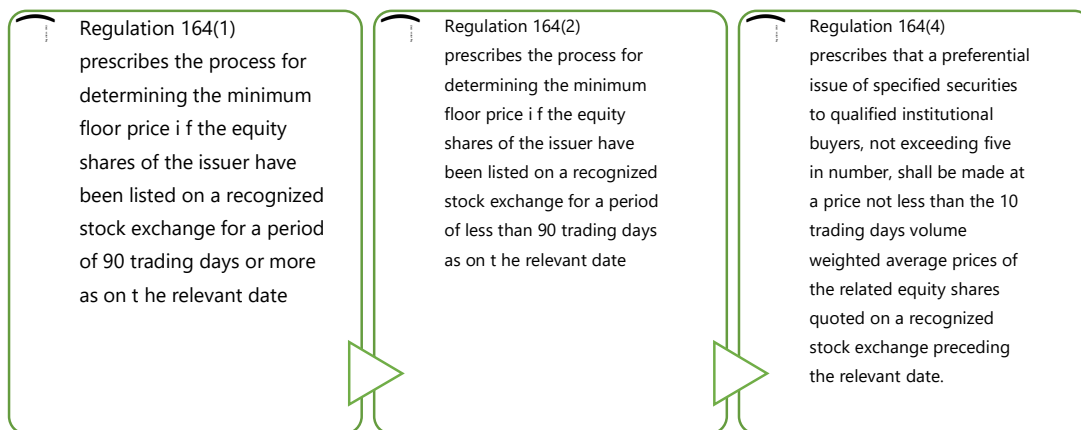 Regulation 164(1)
prescribes the process for
determining the minimum
floor price i f the equity
shares of the issuer have
been listed on a recognized
stock exchange for a period
of 90 trading days or more
as on t he relevant date
Regulation 164(2)
prescribes the process for
determining the minimum
floor price i f the equity
shares of the issuer have
been listed on a recognized
stock exchange for a period
of less than 90 trading days
as on t he relevant date
Regulation 164(4)
prescribes that a preferential
issue of specified securities
to qualified institutional
buyers, not exceeding five
in number, shall be made at
a price not less than the 10
trading days volume
weighted average prices of
the related equity shares
quoted on a recognized
stock exchange preceding
the relevant date.